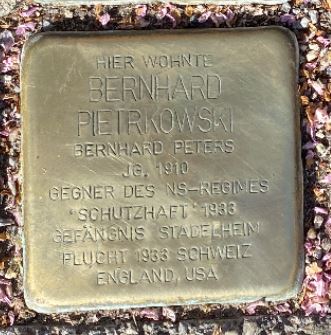 HIER WOHNTE
BERNHARD
PIETRKOWSKI
BERNHARD PETERS
JG. 1910
GEGNER DES NS-REGIMES
'SCHUTZHAFT' 1933
GEFÄNGNIS STADELHEIM
FLUCHT 1933 SCHWEIZ
ENGLAND, USA